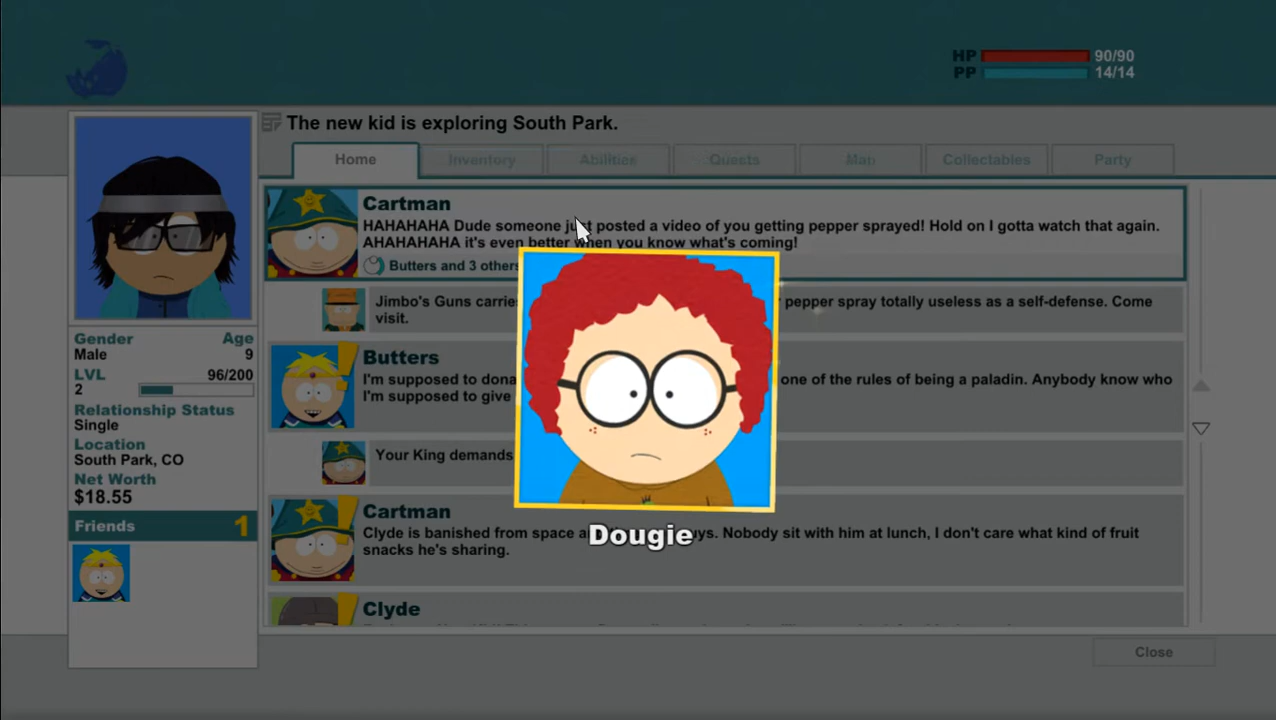 HP 90/90
PP 14/14
The new kid is exploring South Park.
Home Inventory Abilities Quests Map Collectables Party
Gender Age
Male 9
LVL 96/200
2
Relationship Status
Single
Location
South Park, CO
Net Worth
$18.55
Friends 1
Cartman
HAHAHAHA Dude someone just posted a video of you getting pepper sprayed! Hold on I gotta watch that again.
AHAHAHAHA it's even better when you know what's coming!
Butters and 3 others
Jimbo's Guns carries pepper spray totally useless as a self-defense. Come
visit.
Butters
I'm supposed to dona one of the rules of being a paladin. Anybody know who
I'm supposed to give
Your King demands
Dougie
Cartman
Clyde is banished from space a uys. Nobody sit with him at lunch, I don't care what kind of fruit
snacks he's sharing.
Clyde
Close